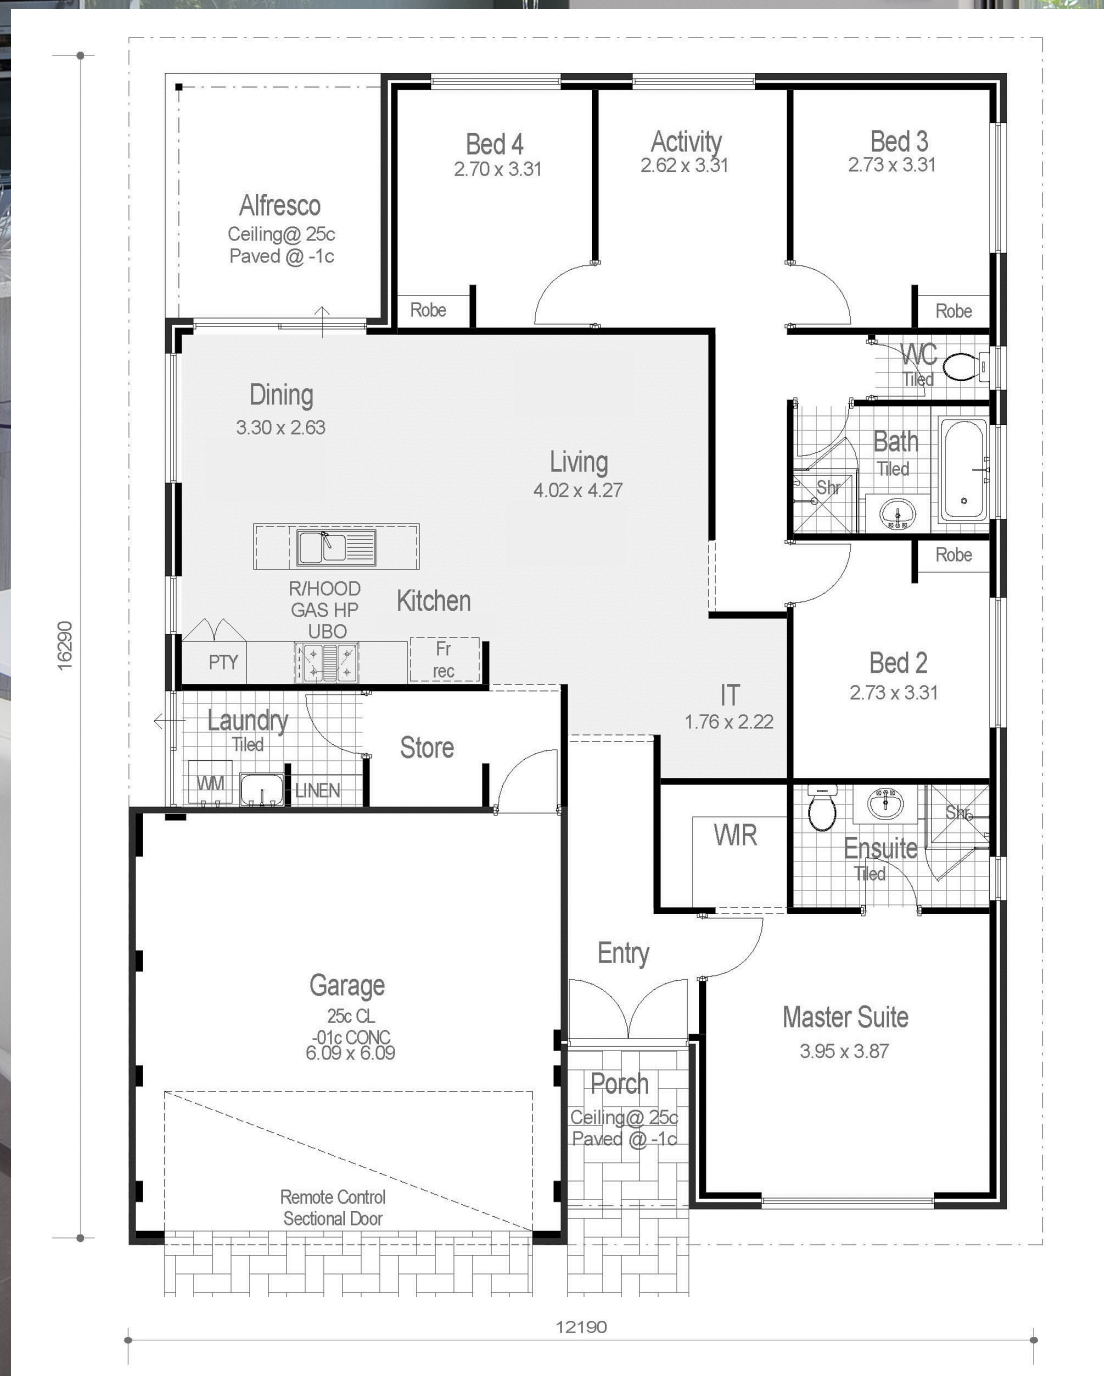 Bed 4
2.70 x 3.31
Activity
2.62 x 3.31
Bed 3
2.73 x 3.31
Alfresco
Ceiling@ 25c
Paved @ -1c
Robe
Robe
WC
Tiled
Dining
3.30 x 2.63
Living
4.02 x 4.27
Bath
Tiled
Shr
R/HOOD
GAS HP
UBO
Kitchen
Robe
PTY
Fr
rec
Bed 2
2.73 x 3.31
IT
1.76 x 2.22
Laundry
Tiled
Store
WM
LINEN
WIR
Ensuite
Tiled
Shr
Entry
Garage
25c CL
-01c CONC
6.09 x 6.09
Master Suite
3.95 x 3.87
Porch
Ceiling@ 25c
Paved @ -1c
Remote Control
Sectional Door
16290
12190